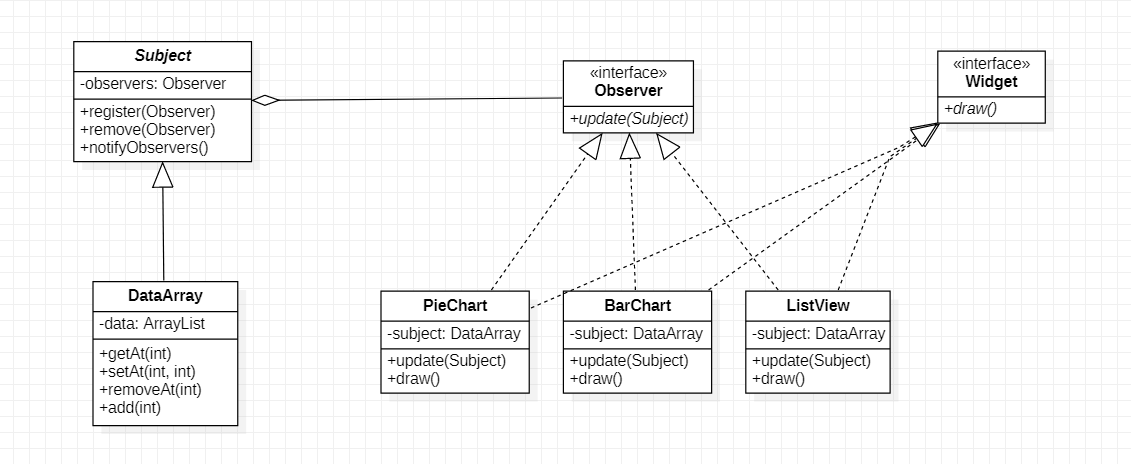 Subject
-observers: Observer
+register(Observer)
+remove(Observer)
+notifyObservers()
«interface»
Observer
+update(Subject)
«interface»
Widget
+draw()
DataArray
-data: ArrayList
+getAt(int)
+setAt(int, int)
+removeAt(int)
+add(int)
PieChart
-subject: DataArray
+update(Subject)
+draw()
BarChart
-subject: DataArray
+update(Subject)
+draw()
ListView
-subject: DataArray
+update(Subject)
+draw()